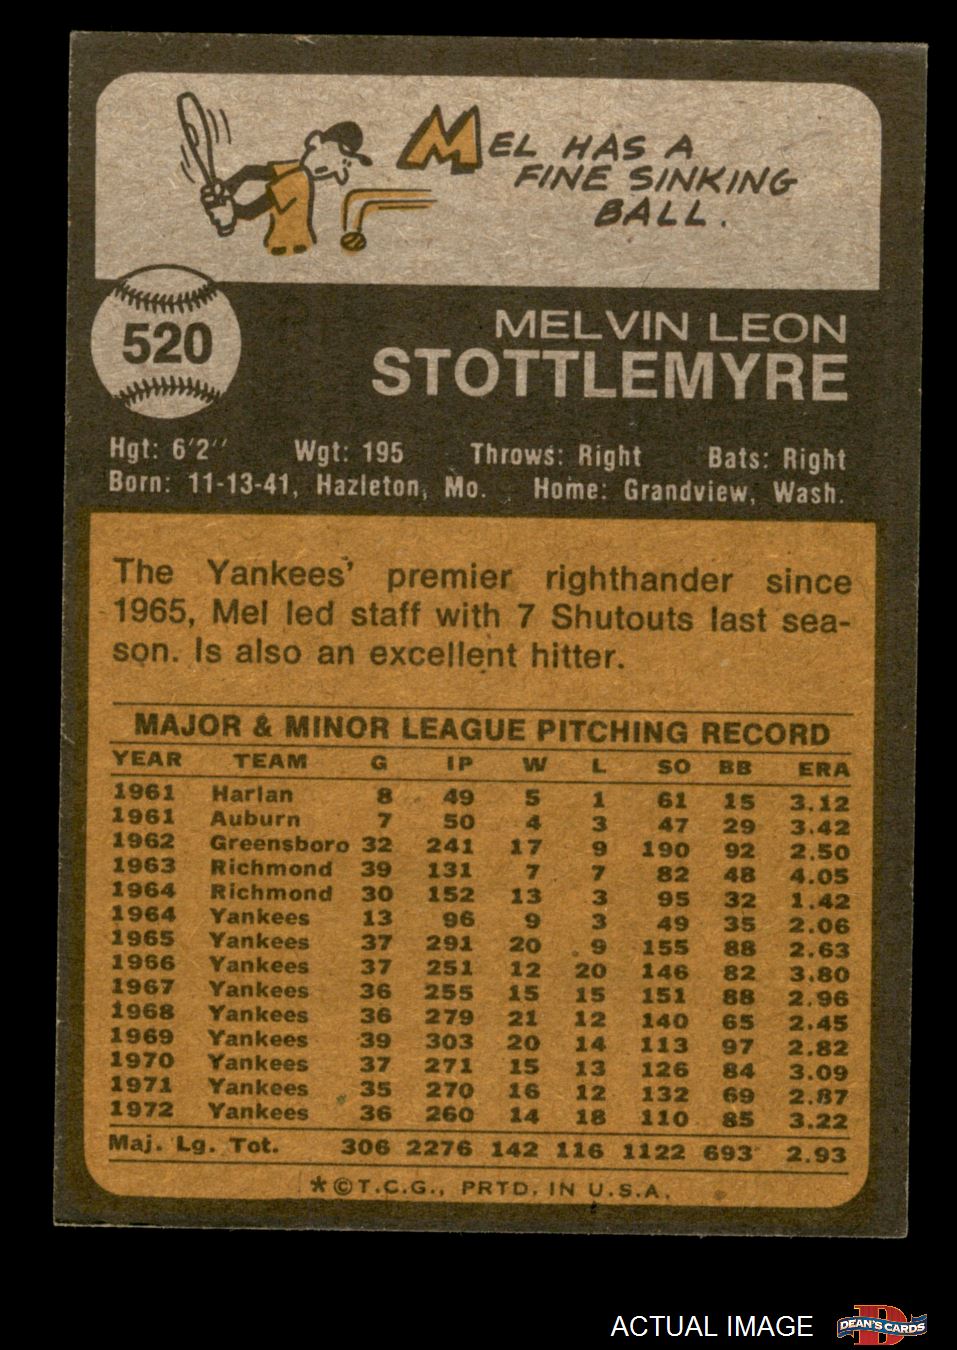 MEL HAS A
FINE SINKING
BALL.
520
MELVIN LEON
STOTTLEMYRE
Hgt: 6'2" Wgt: 195 Throws: Right Bats: Right
Born: 11-13-41, Hazleton, Mo. Home: Grandview, Wash.
The Yankees' premier righthander since
1965, Mel led staff with 7 Shutouts last sea-
son. Is also an excellent hitter.
MAJOR & MINOR LEAGUE PITCHING RECORD
YEAR TEAM G IP W L SO BB ERA
1961 Harlan 8 49 5 1 61 15 3.12
1961 Auburn 7 50 4 3 47 29 3.42
1962 Greensboro 32 241 17 9 190 92 2.50
1963 Richmond 39 131 7 7 82 48 4.05
1964 Richmond 30 152 13 3 95 32 1.42
1964 Yankees 13 96 9 3 49 35 2.06
1965 Yankees 37 291 20 9 155 88 2.63
1966 Yankees 37 251 12 20 146 82 3.80
1967 Yankees 36 255 15 15 151 88 2.96
1968 Yankees 36 279 21 12 140 65 2.45
1969 Yankees 39 303 20 14 113 97 2.82
1970 Yankees 37 271 15 13 126 84 3.09
1971 Yankees 35 270 16 12 132 69 2.87
1972 Yankees 36 260 14 18 110 85 3.22
Maj. Lg. Tot. 306 2276 142 116 1122 693 2.93
*©T.C.G., PRTD. IN U.S.A.
ACTUAL IMAGE
D
DEAN'S CARDS